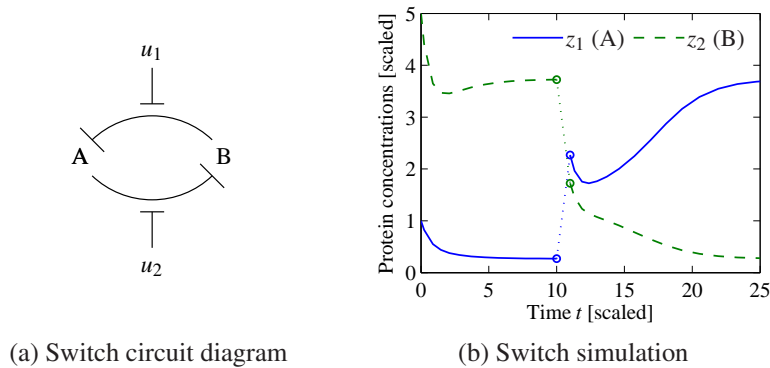 u₁
A
B
u₂
(a) Switch circuit diagram
Protein concentrations [scaled]
5
4
3
2
1
0
z₁ (A)
z₂ (B)
0 5 10 15 20 25
Time t [scaled]
(b) Switch simulation